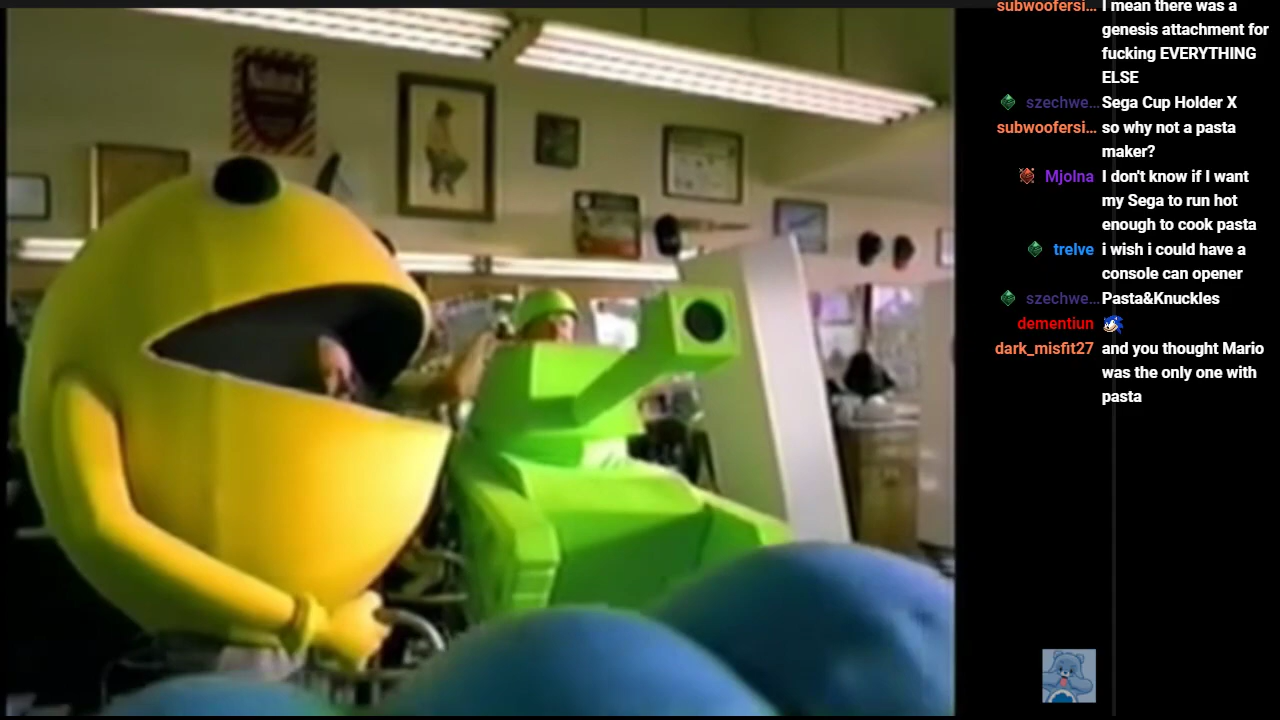 subwoofersi... I mean there was a
genesis attachment for
fucking EVERYTHING
ELSE
szechwe... Sega Cup Holder X
subwoofersi... so why not a pasta
maker?
Mjolna I don't know if I want
my Sega to run hot
enough to cook pasta
trelve i wish i could have a
console can opener
szechwe... Pasta&Knuckles
dementiun
dark_misfit27 and you thought Mario
was the only one with
pasta